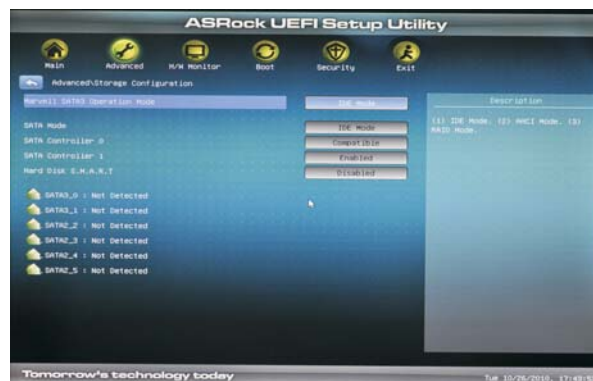 ASRock UEFI Setup Utility
Main Advanced H/W Monitor Boot Security Exit
Advanced\Storage Configuration
Marvell SATA3 Operation Mode IDE Mode
SATA Mode IDE Mode
SATA Controller 0 Compatible
SATA Controller 1 Enabled
Hard Disk S.M.A.R.T Disabled
SATA3_0 : Not Detected
SATA3_1 : Not Detected
SATA2_2 : Not Detected
SATA2_3 : Not Detected
SATA2_4 : Not Detected
SATA2_5 : Not Detected
Description
(1) IDE Mode. (2) AHCI Mode. (3)
RAID Mode.
Tomorrow's technology today
Tue 10/26/2010.